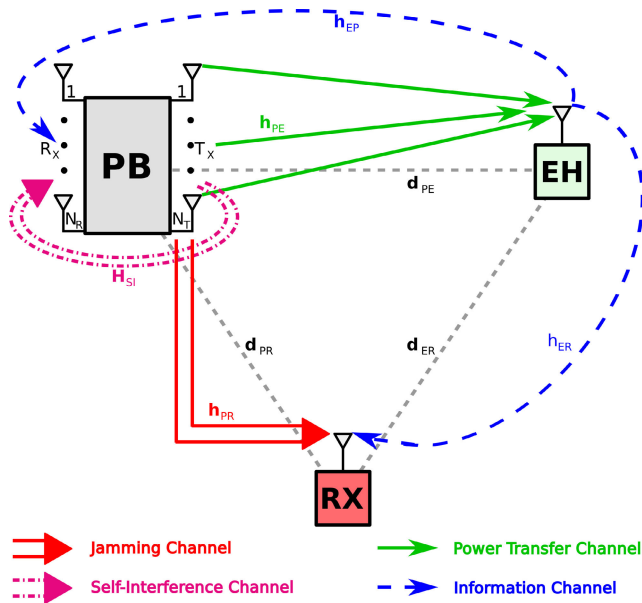 h_EP
1 1
R_X PB T_X h_PE
EH
d_PE
N_R N_T
H_SI
d_PR d_ER h_ER
h_PR
RX
Jamming Channel Power Transfer Channel
Self-Interference Channel Information Channel